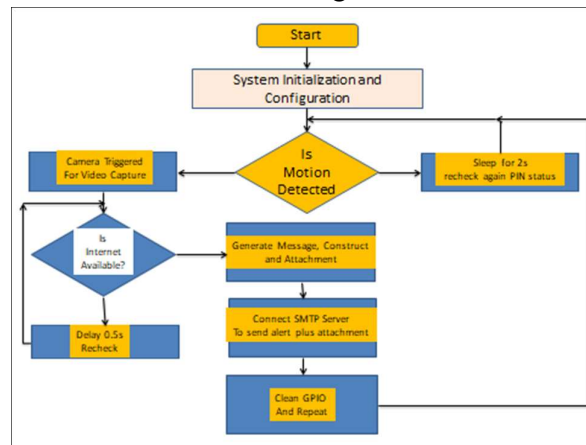 Start
System Initialization and
Configuration
Is
Motion
Detected
Camera Triggered
For Video Capture
Sleep for 2s
recheck again PIN status
Is
Internet
Available?
Generate Message, Construct
and Attachment
Delay 0.5s
Recheck
Connect SMTP Server
To send alert plus attachment
Clean GPIO
And Repeat